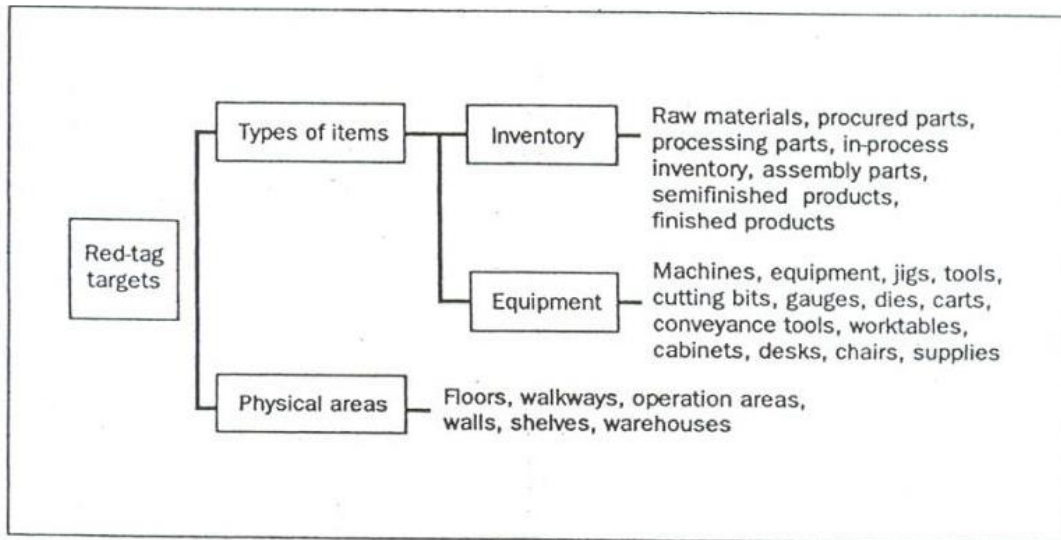 Red-tag
targets
Types of items
Inventory
Raw materials, procured parts,
processing parts, in-process
inventory, assembly parts,
semifinished products,
finished products
Equipment
Machines, equipment, jigs, tools,
cutting bits, gauges, dies, carts,
conveyance tools, worktables,
cabinets, desks, chairs, supplies
Physical areas
Floors, walkways, operation areas,
walls, shelves, warehouses